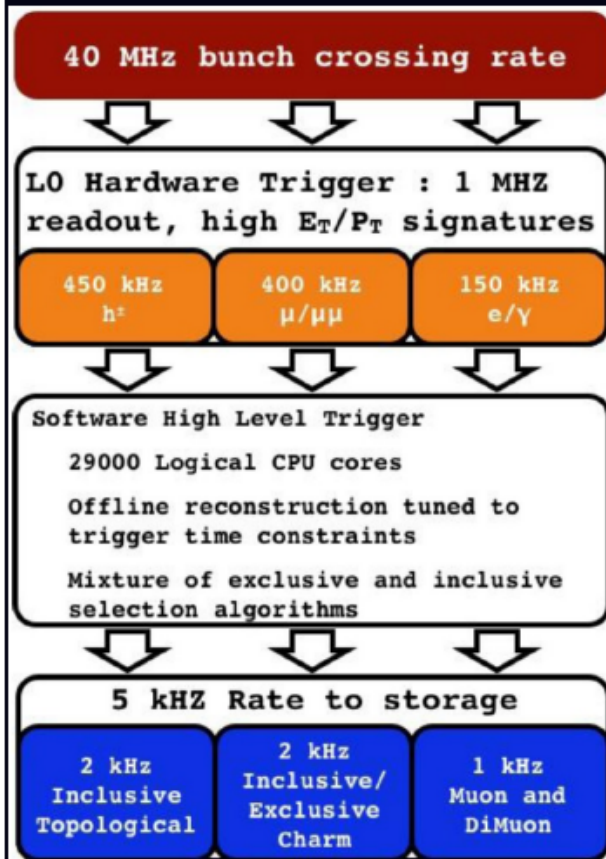 40 MHz bunch crossing rate
L0 Hardware Trigger : 1 MHZ
readout, high ET/PT signatures
450 kHz
h±
400 kHz
μ/μμ
150 kHz
e/γ
Software High Level Trigger
29000 Logical CPU cores
Offline reconstruction tuned to
trigger time constraints
Mixture of exclusive and inclusive
selection algorithms
5 kHZ Rate to storage
2 kHz
Inclusive
Topological
2 kHz
Inclusive/
Exclusive
Charm
1 kHz
Muon and
DiMuon